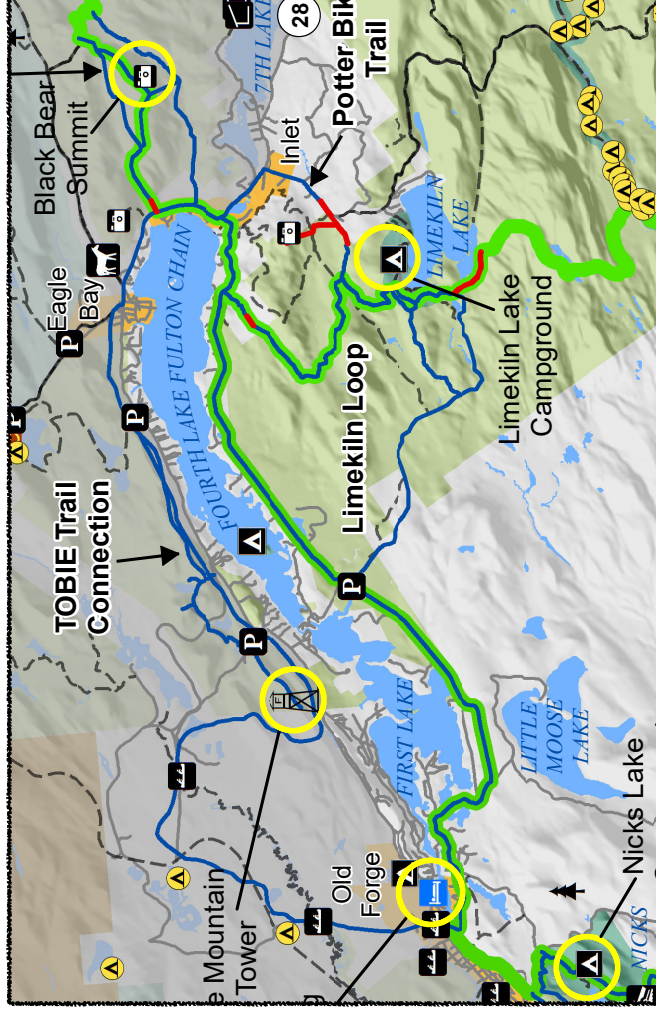 Black Bear
Summit
7TH LAKE
28
Potter Bik
Trail
Inlet
Eagle
Bay
P
P
FOURTH LAKE FULTON CHAIN
LIMEKILN
LAKE
Limekiln Lake
Campground
Limekiln Loop
TOBIE Trail
Connection
P
P
FIRST LAKE
LITTLE
MOOSE
LAKE
e Mountain
Tower
Old
Forge
g
Nicks Lake
NICKS